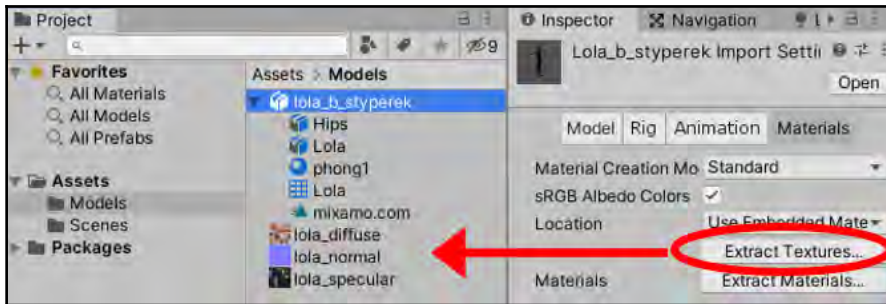 Project
9
Favorites
All Materials
All Models
All Prefabs
Assets
Models
Scenes
Packages
Assets > Models
lola_b_styperek
Hips
Lola
phong1
Lola
mixamo.com
lola_diffuse
lola_normal
lola_specular
Inspector
Navigation
L
Lola_b_styperek Import Settin
Open
Model Rig Animation Materials
Material Creation Mo Standard
sRGB Albedo Colors
Location Use Embedded Mate
Extract Textures...
Materials Extract Materials...